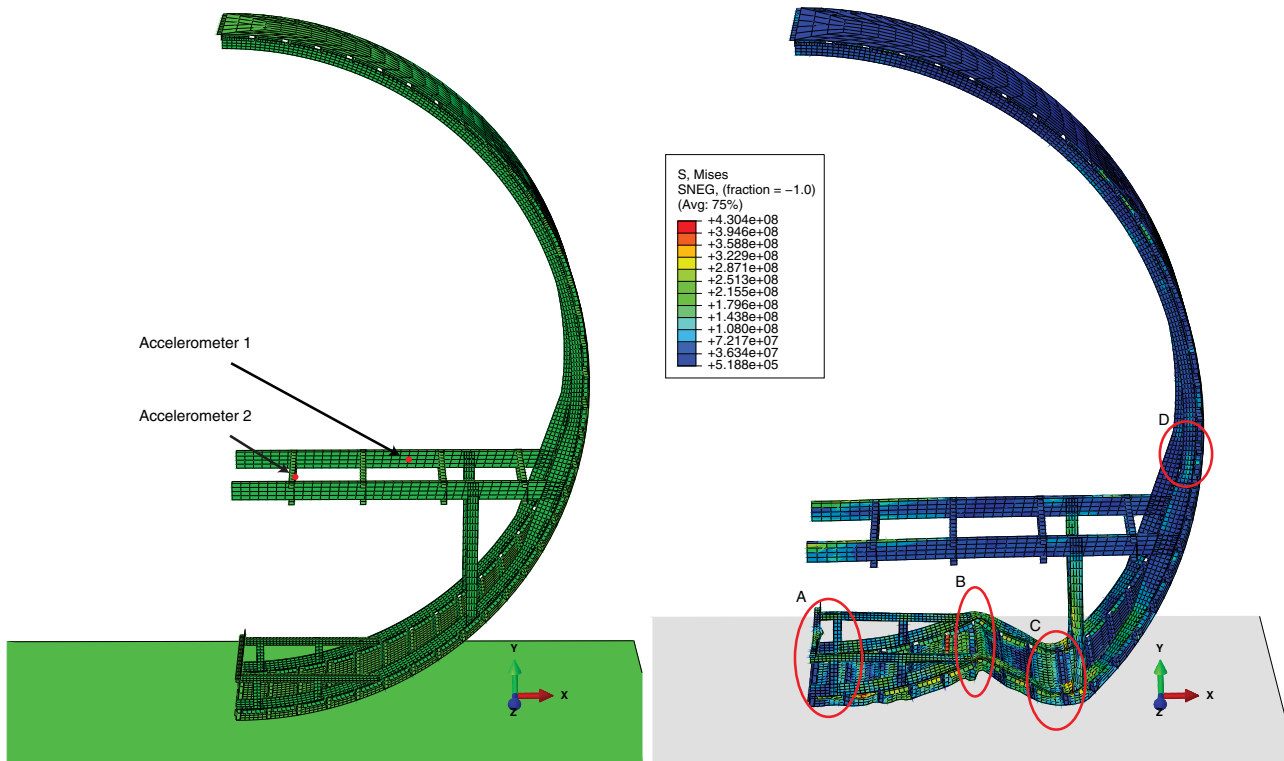 Accelerometer 1
Accelerometer 2
Y
X
Z
S, Mises
SNEG, (fraction = −1.0)
(Avg: 75%)
+4.304e+08
+3.946e+08
+3.588e+08
+3.229e+08
+2.871e+08
+2.513e+08
+2.155e+08
+1.796e+08
+1.438e+08
+1.080e+08
+7.217e+07
+3.634e+07
+5.188e+05
D
A
B
C
Y
X
Z